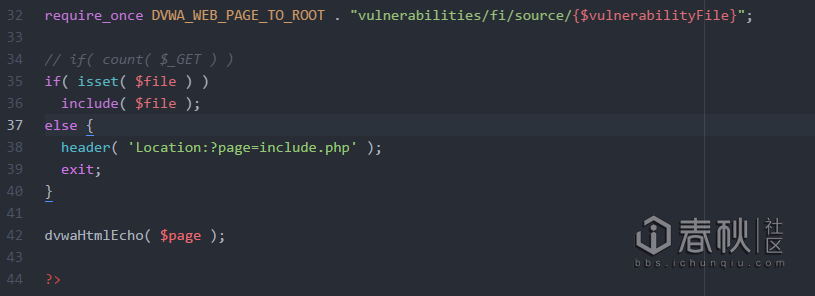 32 require_once DVWA_WEB_PAGE_TO_ROOT . "vulnerabilities/fi/source/{$vulnerabilityFile}";
33
34 // if( count( $_GET ) )
35 if( isset( $file ) )
36   include( $file );
37 else {
38   header( 'Location:?page=include.php' );
39   exit;
40 }
41
42 dvwaHtmlEcho( $page );
43
44 ?>
春秋 社区
bbs.ichunqiu.com